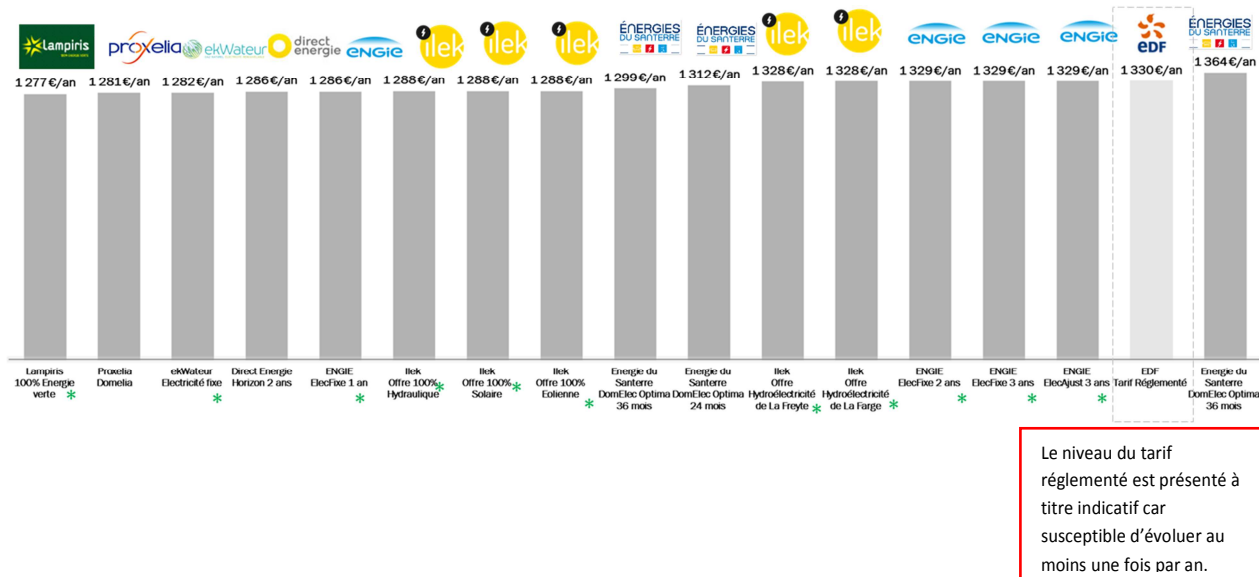 Lampiris
proxelia
ekWateur
direct
energie
ENGIE
ilek
ilek
ilek
ÉNERGIES
DU SANTERRE
ÉNERGIES
DU SANTERRE
ilek
ilek
ENGIE
ENGIE
ENGIE
EDF
ÉNERGIES
DU SANTERRE
1 277 €/an
1 281 €/an
1 282 €/an
1 286 €/an
1 286 €/an
1 288 €/an
1 288 €/an
1 288 €/an
1 299 €/an
1 312 €/an
1 328 €/an
1 328 €/an
1 329 €/an
1 329 €/an
1 329 €/an
1 330 €/an
1 364 €/an
Lampiris
100% Energie
verte *
Proxelia
Domelia
ekWateur
Electricité fixe
*
Direct Energie
Horizon 2 ans
ENGIE
ElecFixe 1 an
*
Ilek
Offre 100% *
Hydraulique
Ilek
Offre 100% *
Solaire
Ilek
Offre 100%
Eolienne *
Energie du
Santerre
DomElec Optima
36 mois
Energie du
Santerre
DomElec Optima
24 mois
Ilek
Offre
Hydroélectricité
de La Freyte *
Ilek
Offre
Hydroélectricité
de La Farge *
ENGIE
ElecFixe 2 ans
*
ENGIE
ElecFixe 3 ans
*
ENGIE
ElecAjust 3 ans
*
EDF
Tarif Réglementé
Energie du
Santerre
DomElec Optima
36 mois
Le niveau du tarif
réglementé est présenté à
titre indicatif car
susceptible d’évoluer au
moins une fois par an.